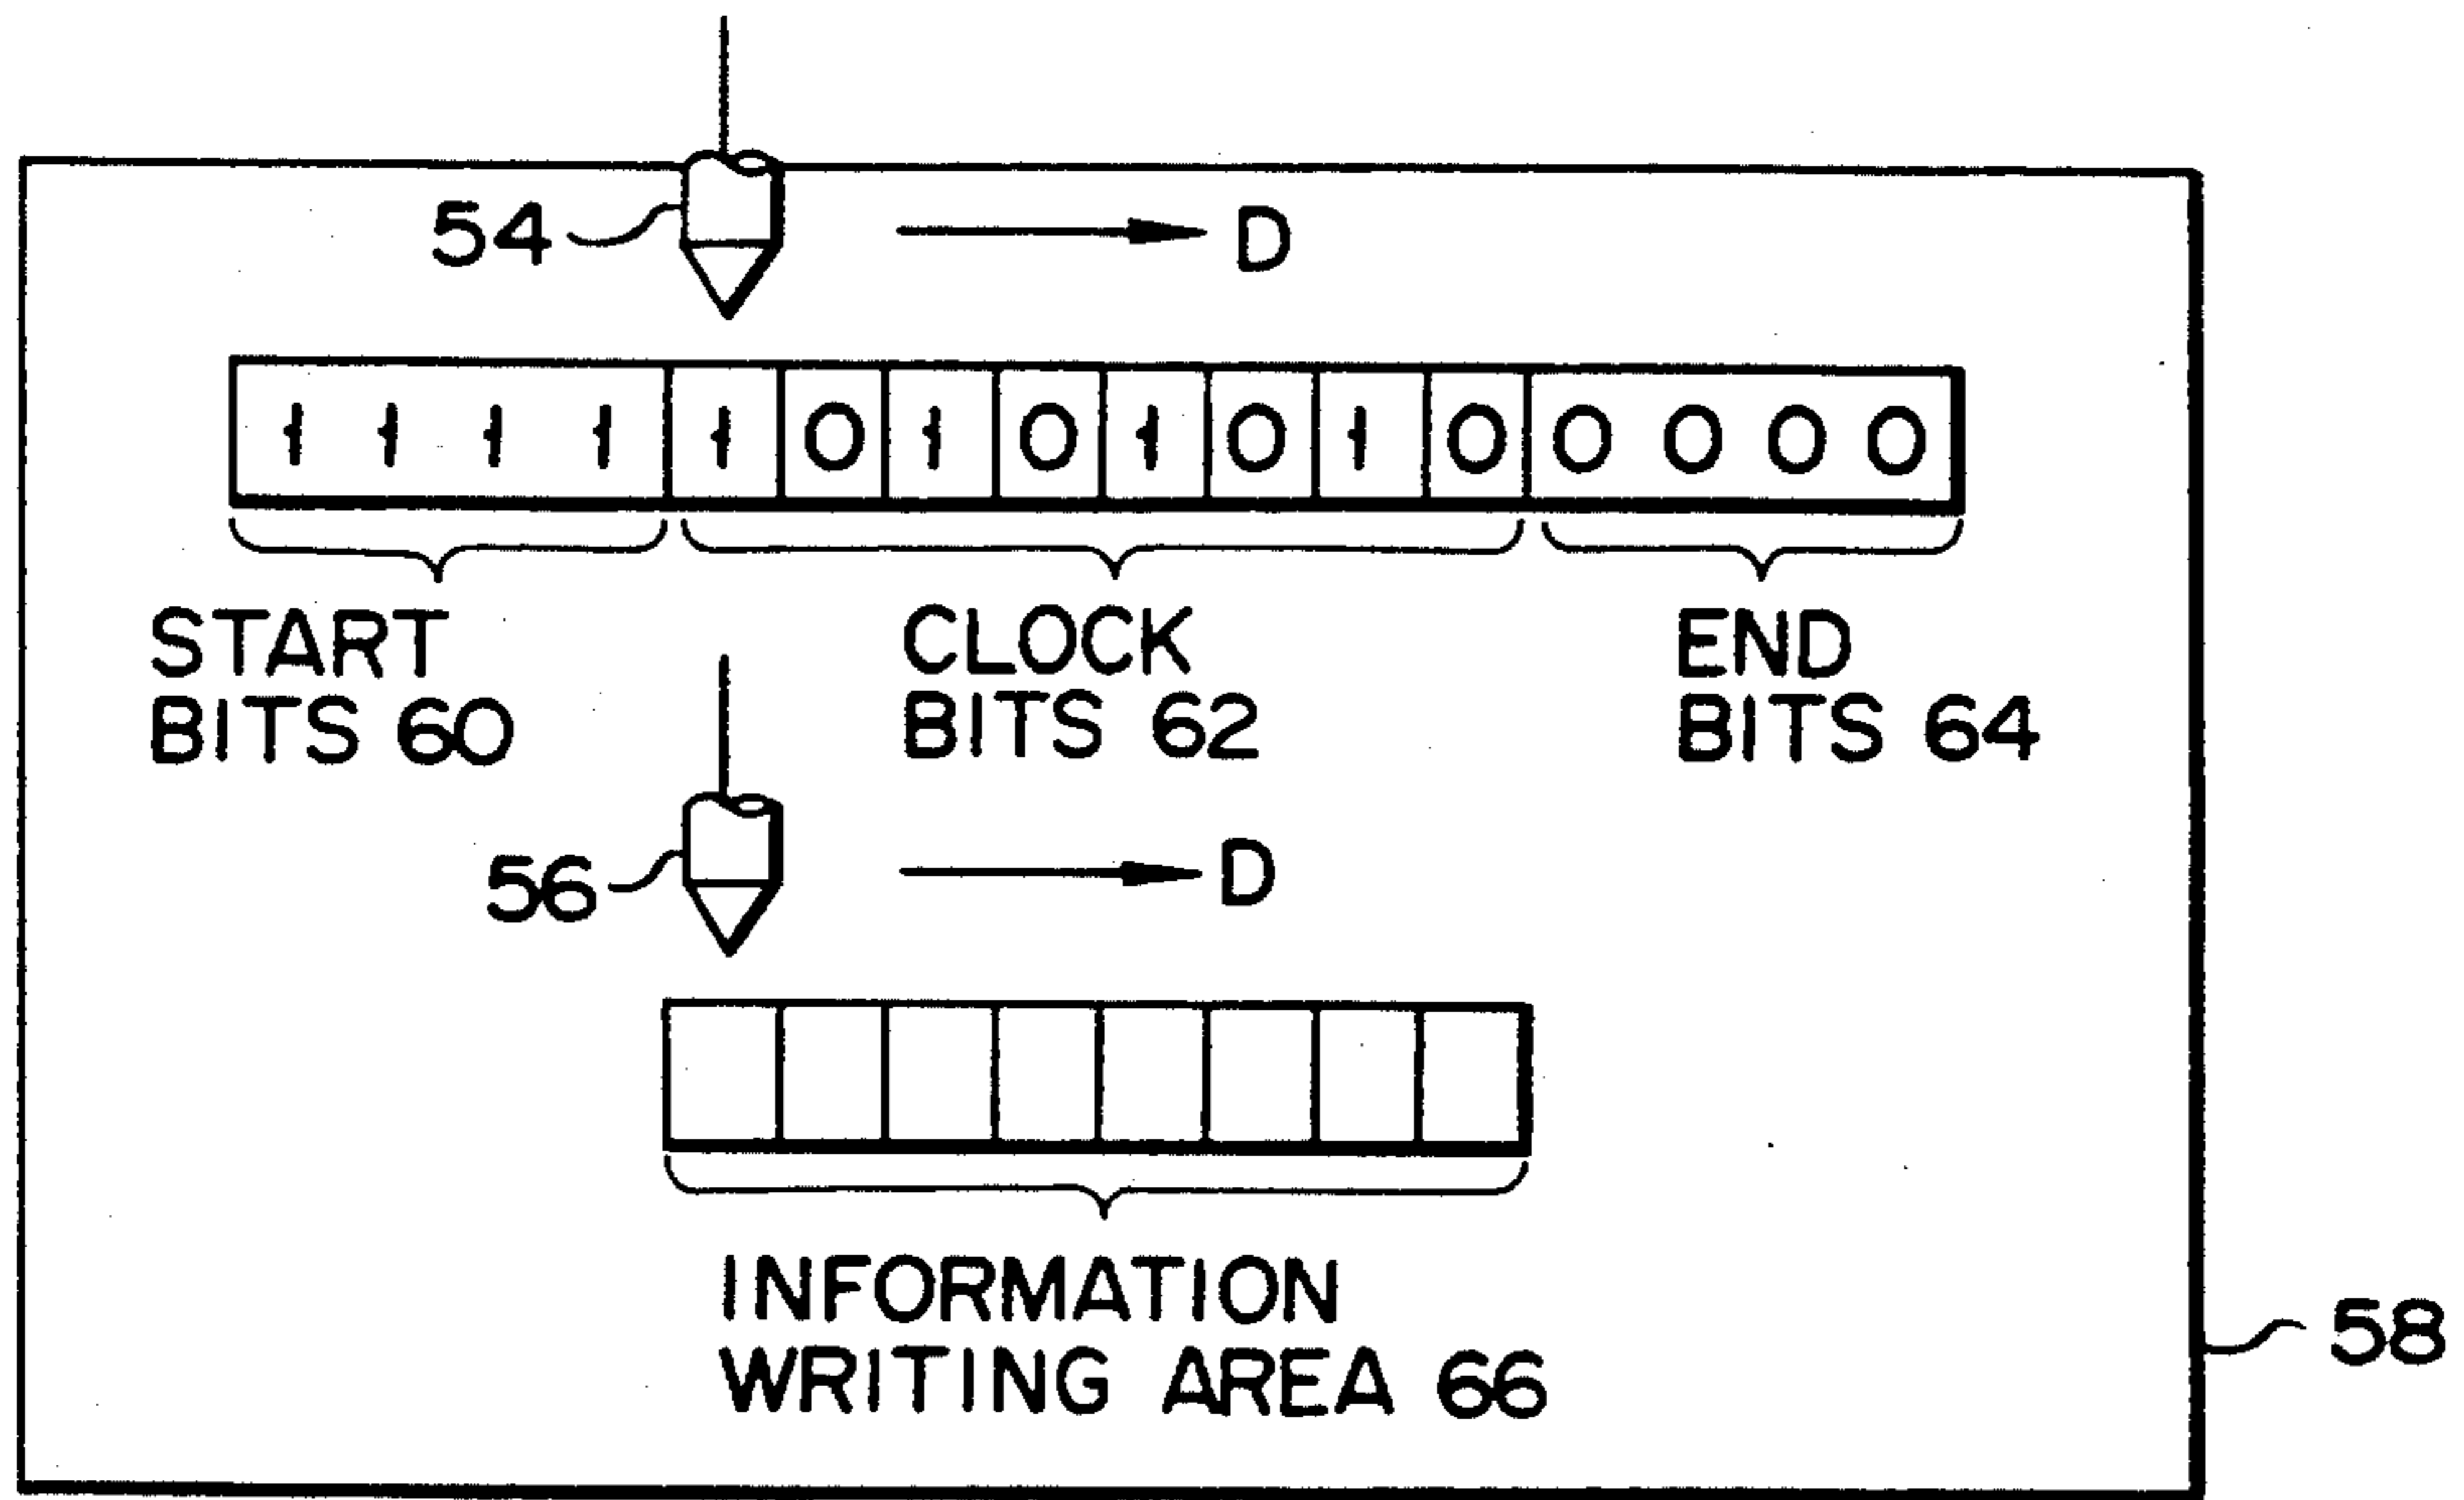 54 D
1 1 1 1 1 0 1 0 1 0 1 0 0 0 0 0
START CLOCK END
BITS 60 BITS 62 BITS 64
56 D
INFORMATION
WRITING AREA 66
58